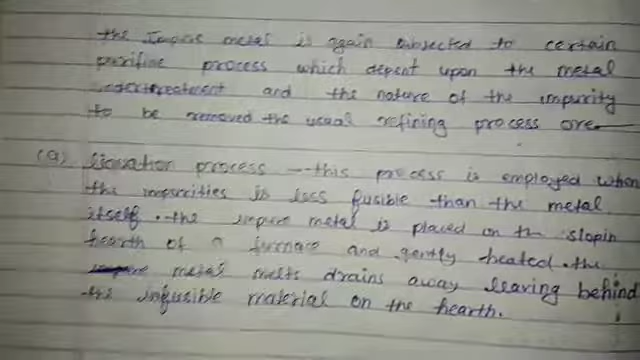 the Impure metal is again subjected to certain
purifine process which depent upon the metal
undertreatment and the nature of the impurity
to be removed the usual refining process are
(a) liquation process - this process is employed when
the impurities is less fusible than the metal
itself. the impure metal is placed on the slopin
hearth of a furnace and gently heated. the
metal melts drains away leaving behind
the infusible material on the hearth.